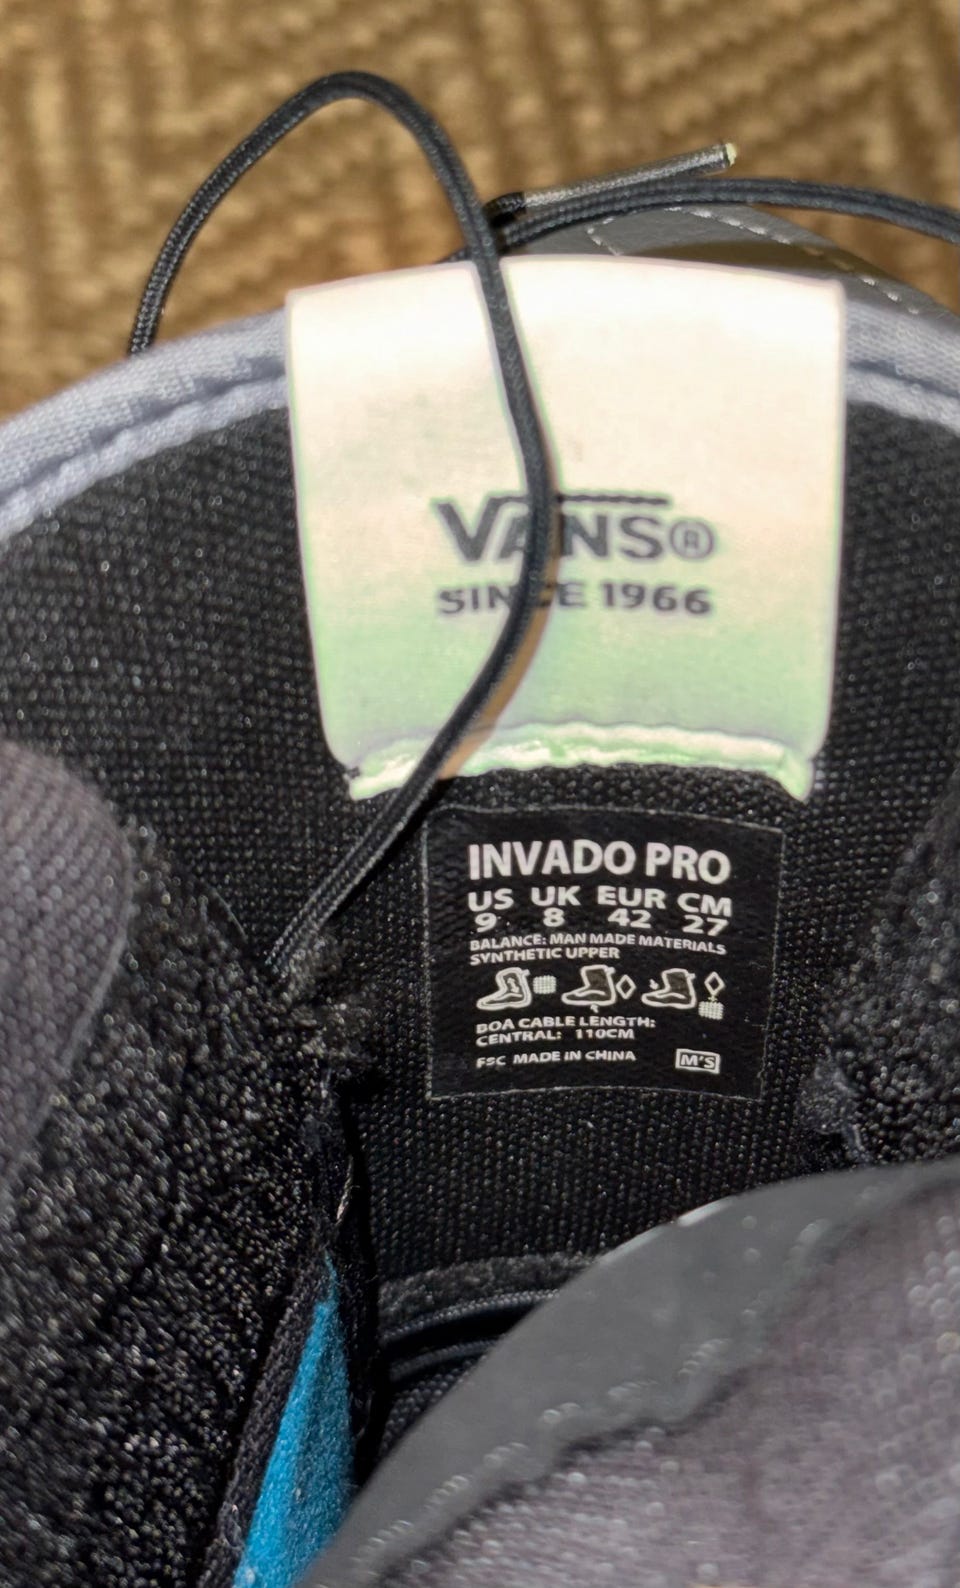 VANS®
SINCE 1966
INVADO PRO
US UK EUR CM
9 8 42 27
BALANCE: MAN MADE MATERIALS
SYNTHETIC UPPER
BOA CABLE LENGTH:
CENTRAL: 110CM
FSC MADE IN CHINA M'S